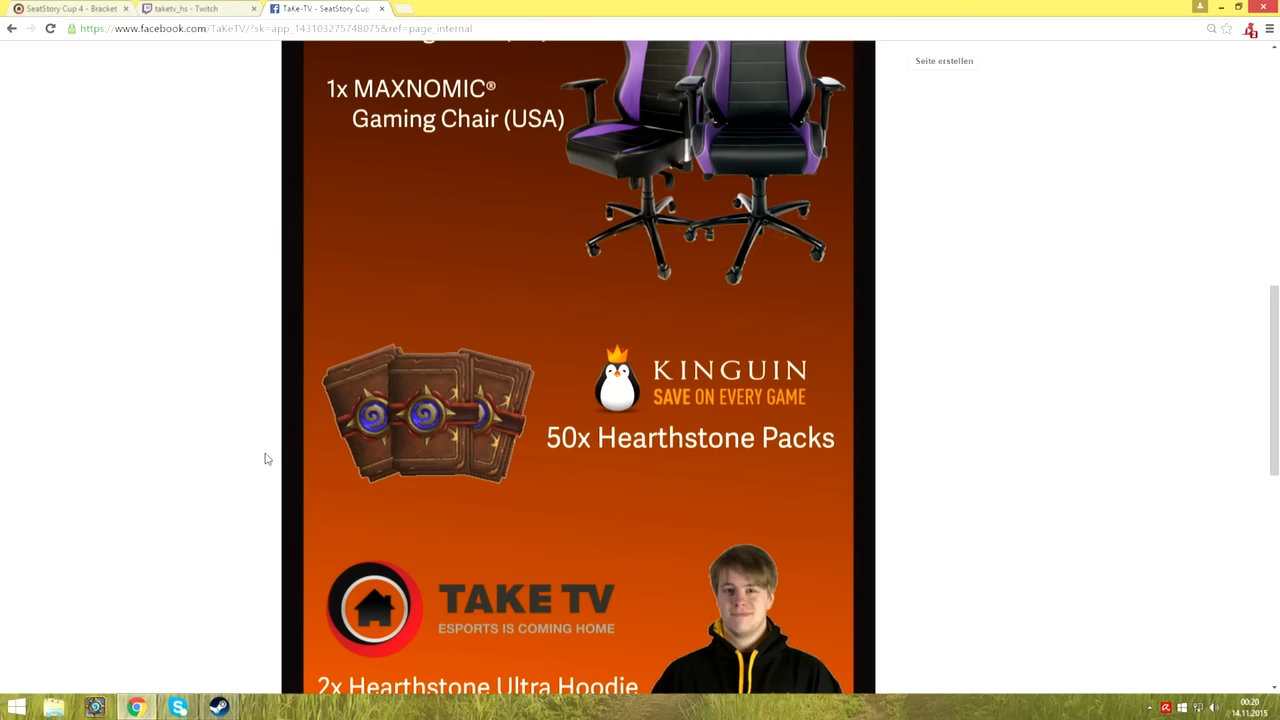 SeatStory Cup 4 - Bracket
taketv_hs - Twitch
TaKe-TV - SeatStory Cup
https://www.facebook.com/TaKeTV/?sk=app_143103275748075&ref=page_internal
Seite erstellen
1x MAXNOMIC®
Gaming Chair (USA)
KINGUIN
SAVE ON EVERY GAME
50x Hearthstone Packs
TAKE TV
ESPORTS IS COMING HOME
2x Hearthstone Ultra Hoodie
00:20
14.11.2015